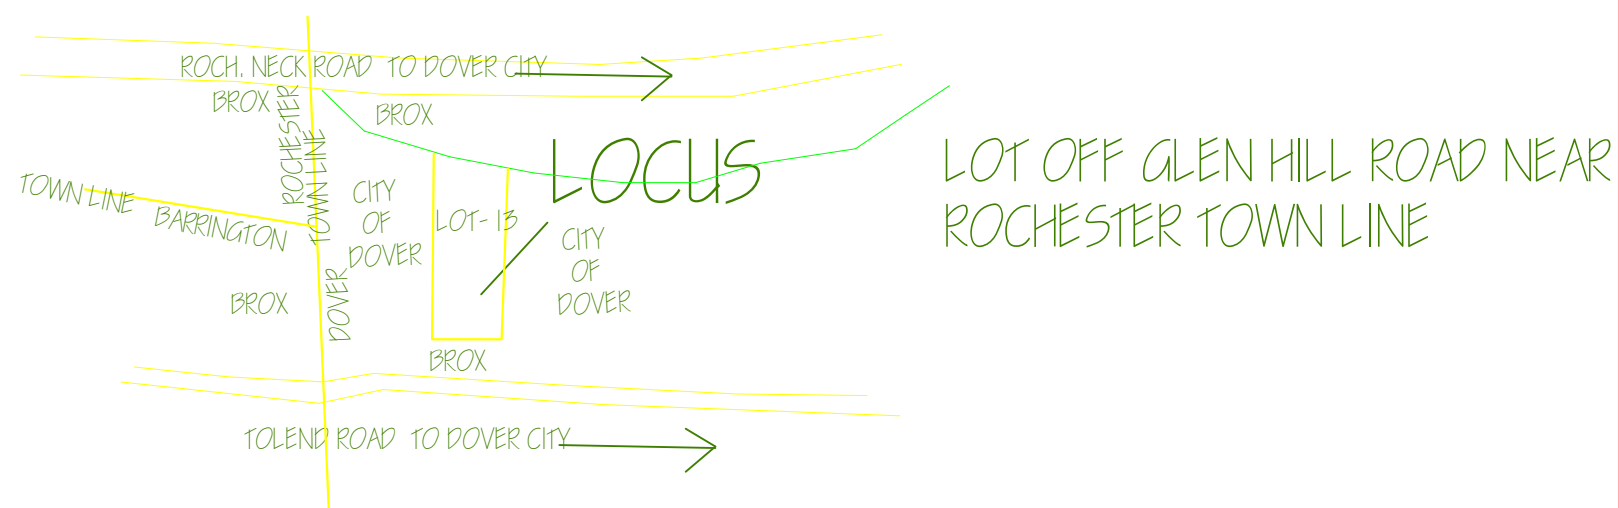 ROCH. NECK ROAD TO DOVER CITY
BROX
BROX
ROCHESTER
TOWN LINE
LOCUS
LOT OFF GLEN HILL ROAD NEAR
ROCHESTER TOWN LINE
TOWN LINE
BARRINGTON
CITY
OF
DOVER
LOT- 13
CITY
OF
DOVER
BROX
DOVER
BROX
TOLEND ROAD TO DOVER CITY